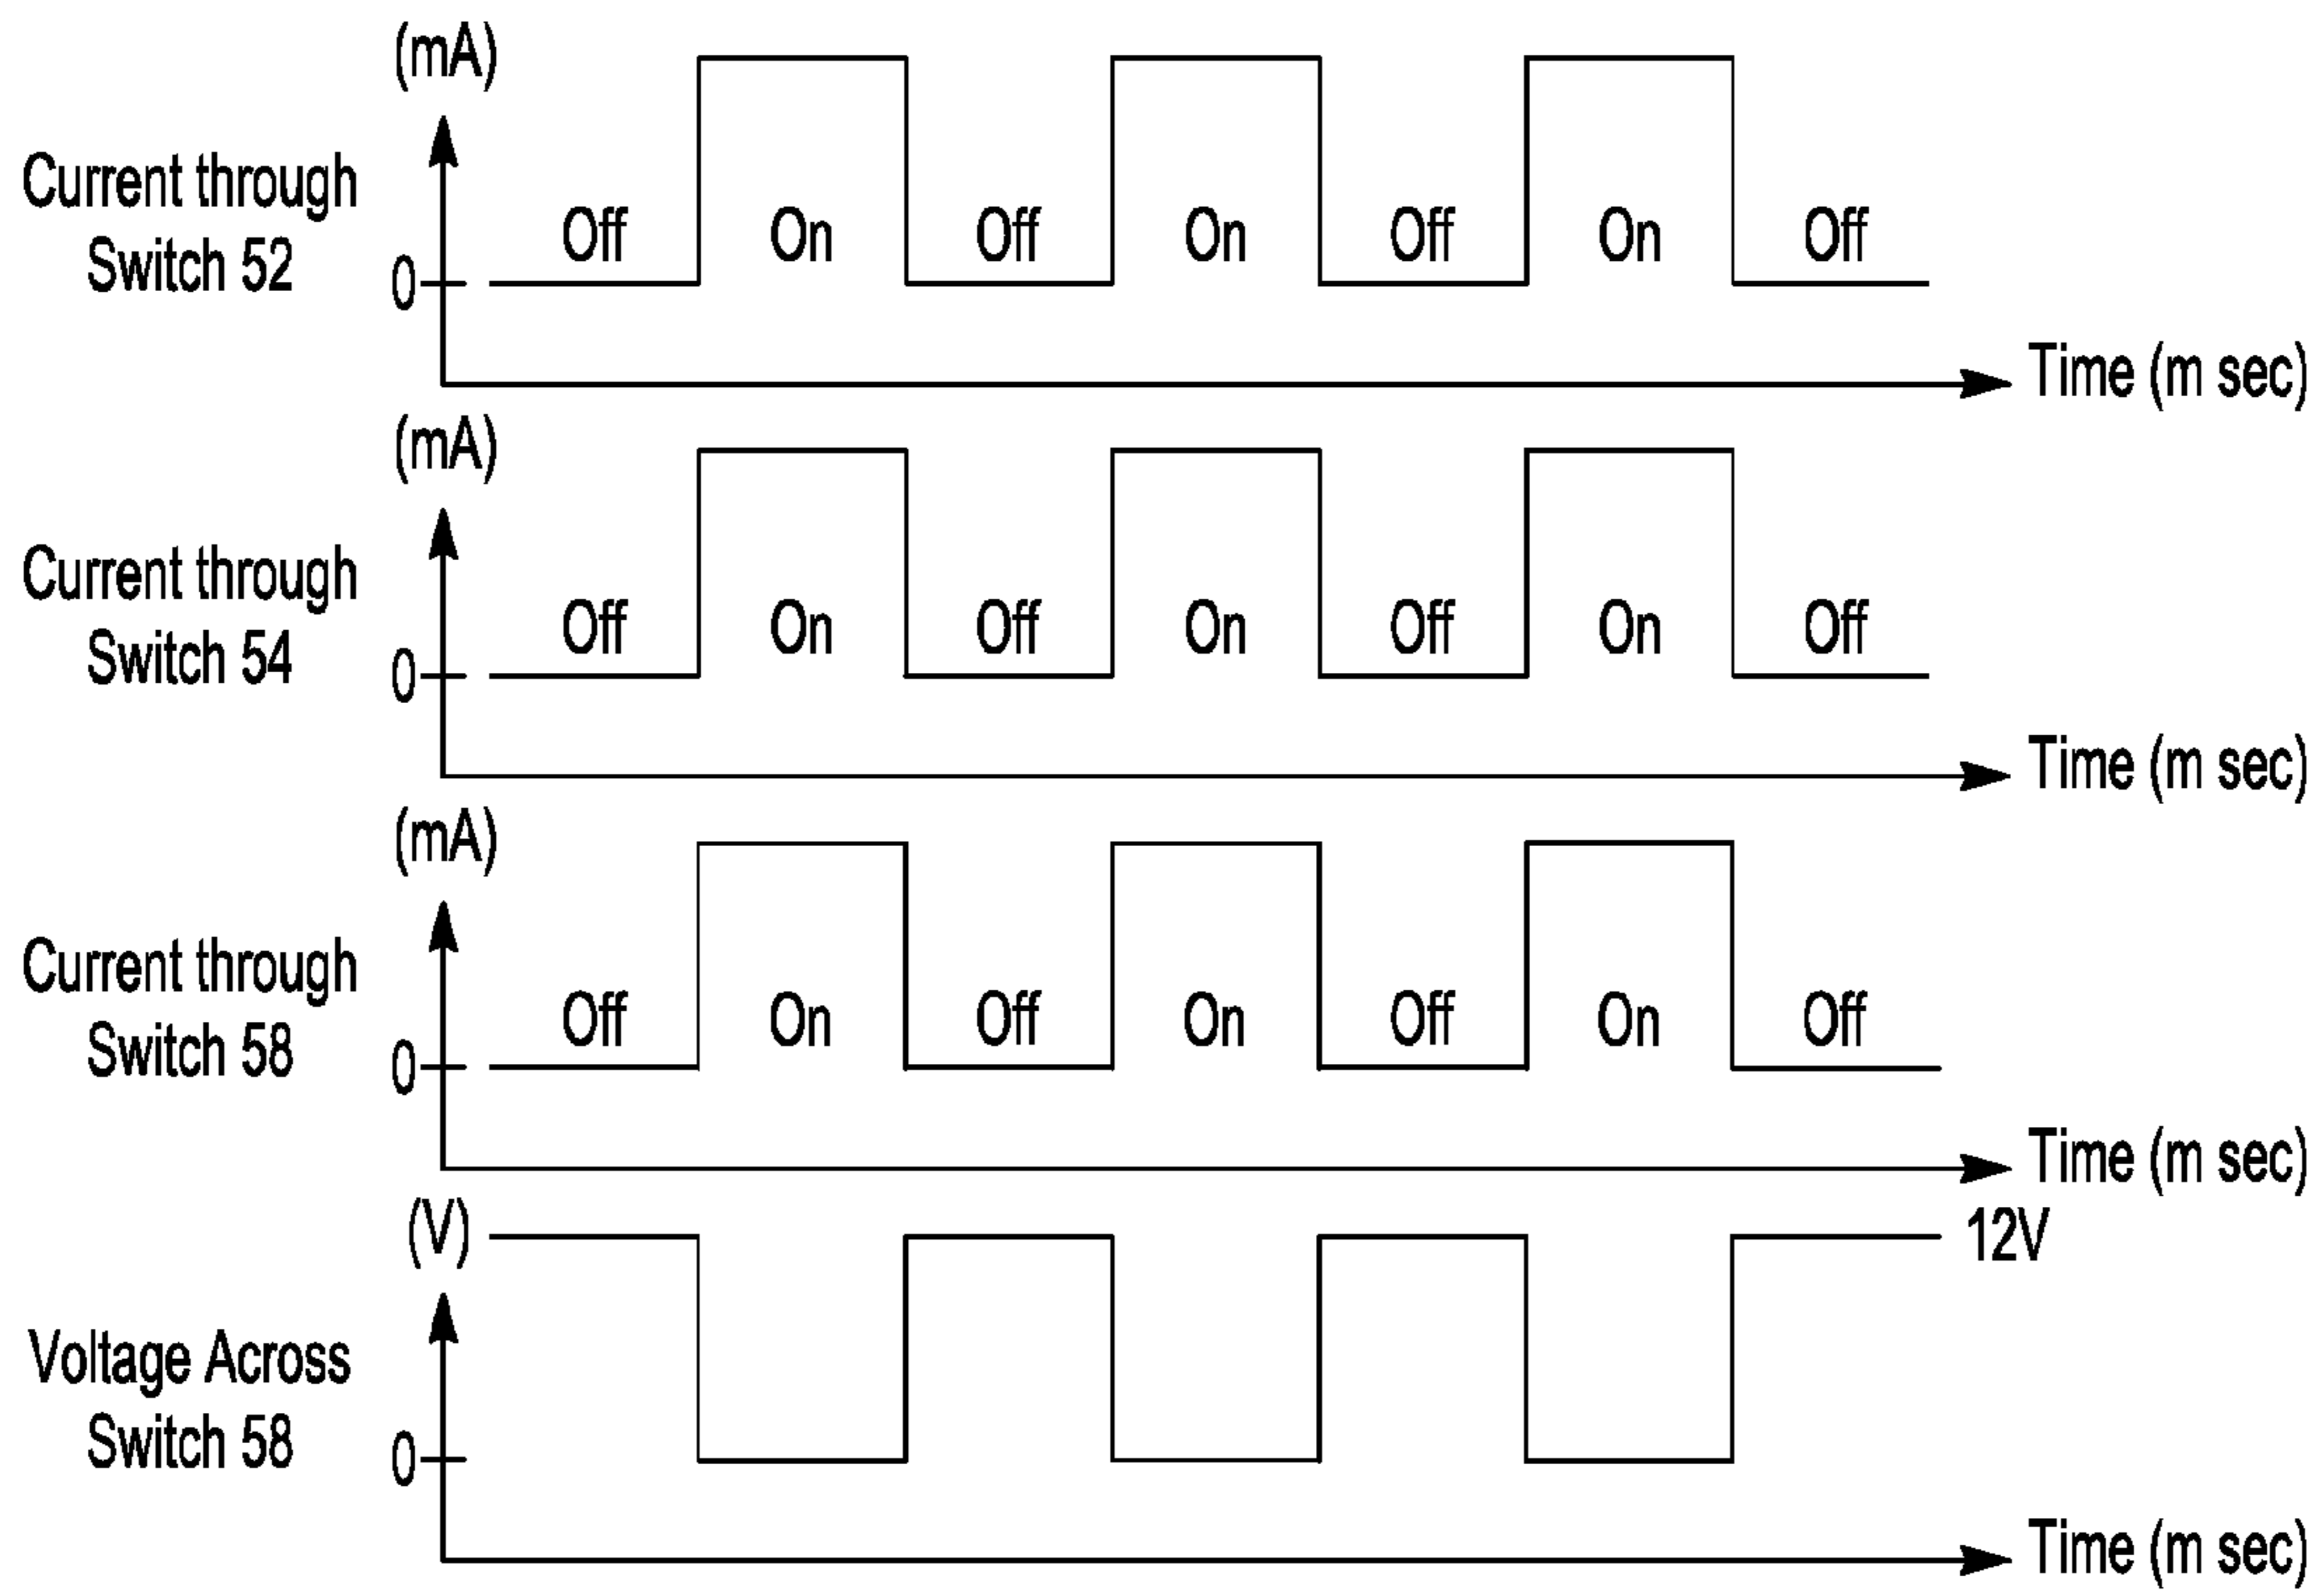 (mA)
Current through
Switch 52
0
Off On Off On Off On Off
Time (m sec)
(mA)
Current through
Switch 54
0
Off On Off On Off On Off
Time (m sec)
(mA)
Current through
Switch 58
0
Off On Off On Off On Off
Time (m sec)
(V)
12V
Voltage Across
Switch 58
0
Time (m sec)